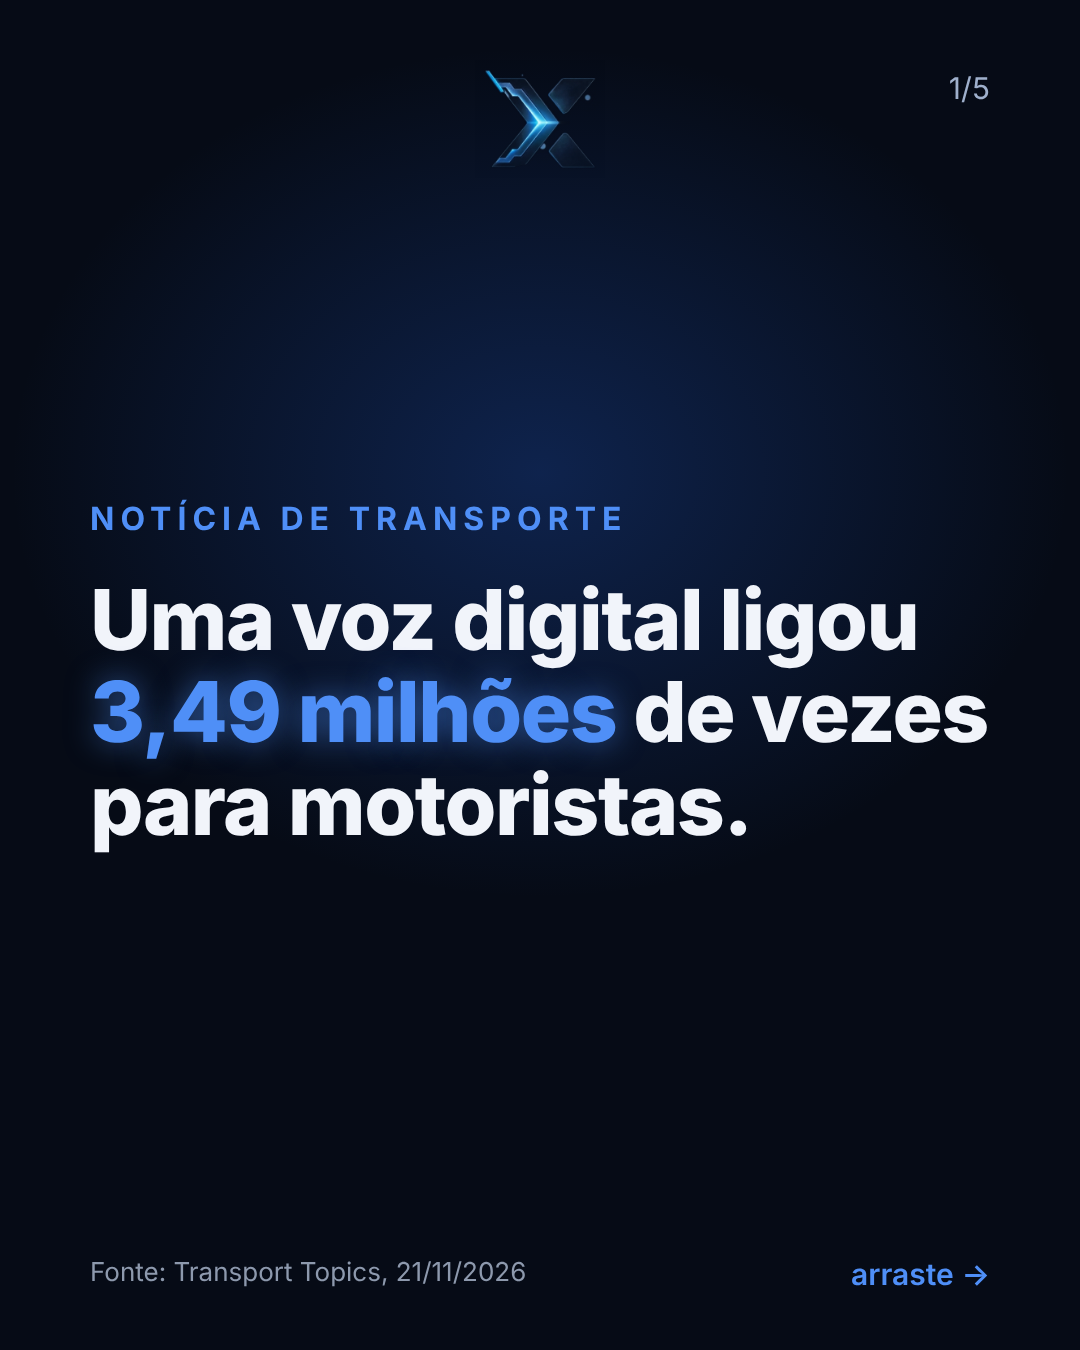 1/5
NOTÍCIA DE TRANSPORTE
Uma voz digital ligou
3,49 milhões de vezes
para motoristas.
Fonte: Transport Topics, 21/11/2026
arraste →